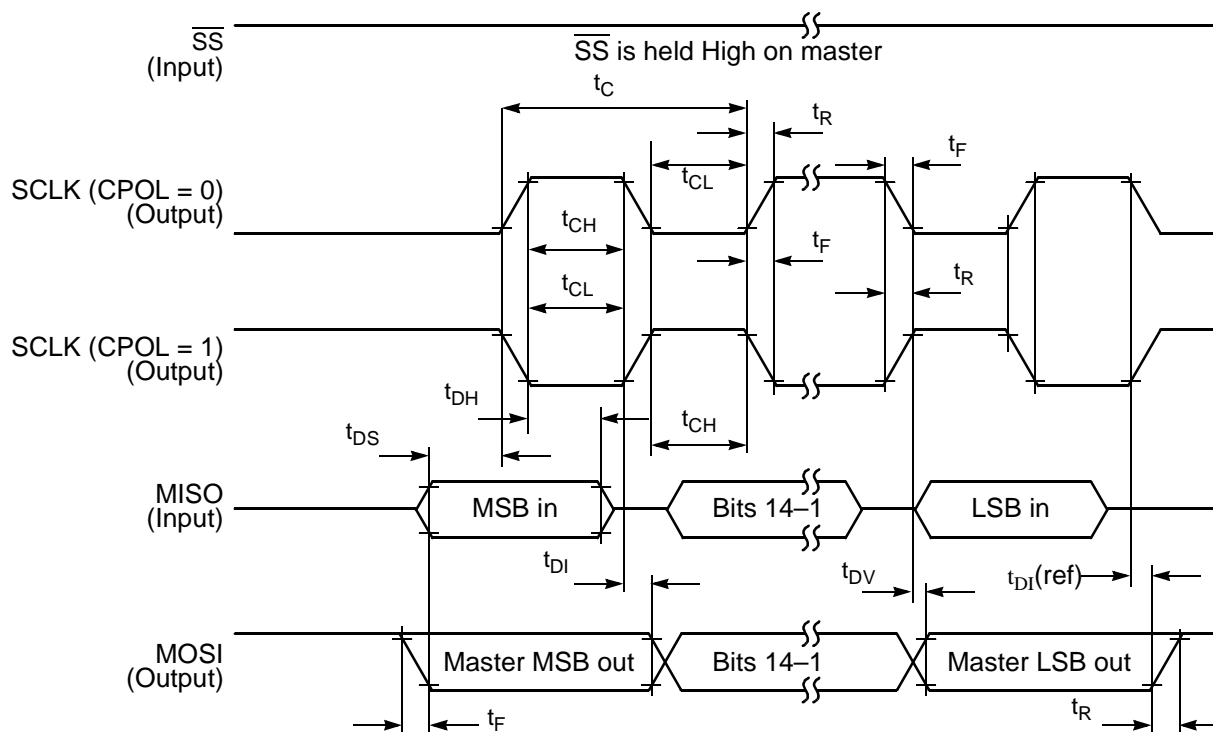 SS
(Input)
SS is held High on master
tC
tR
tF
SCLK (CPOL = 0)
(Output)
tCL
tCH
tF
tCL
tR
SCLK (CPOL = 1)
(Output)
tDH
tCH
tDS
MISO
(Input)
MSB in
Bits 14–1
LSB in
tDI
tDV
tDI(ref)
MOSI
(Output)
Master MSB out
Bits 14–1
Master LSB out
tF
tR